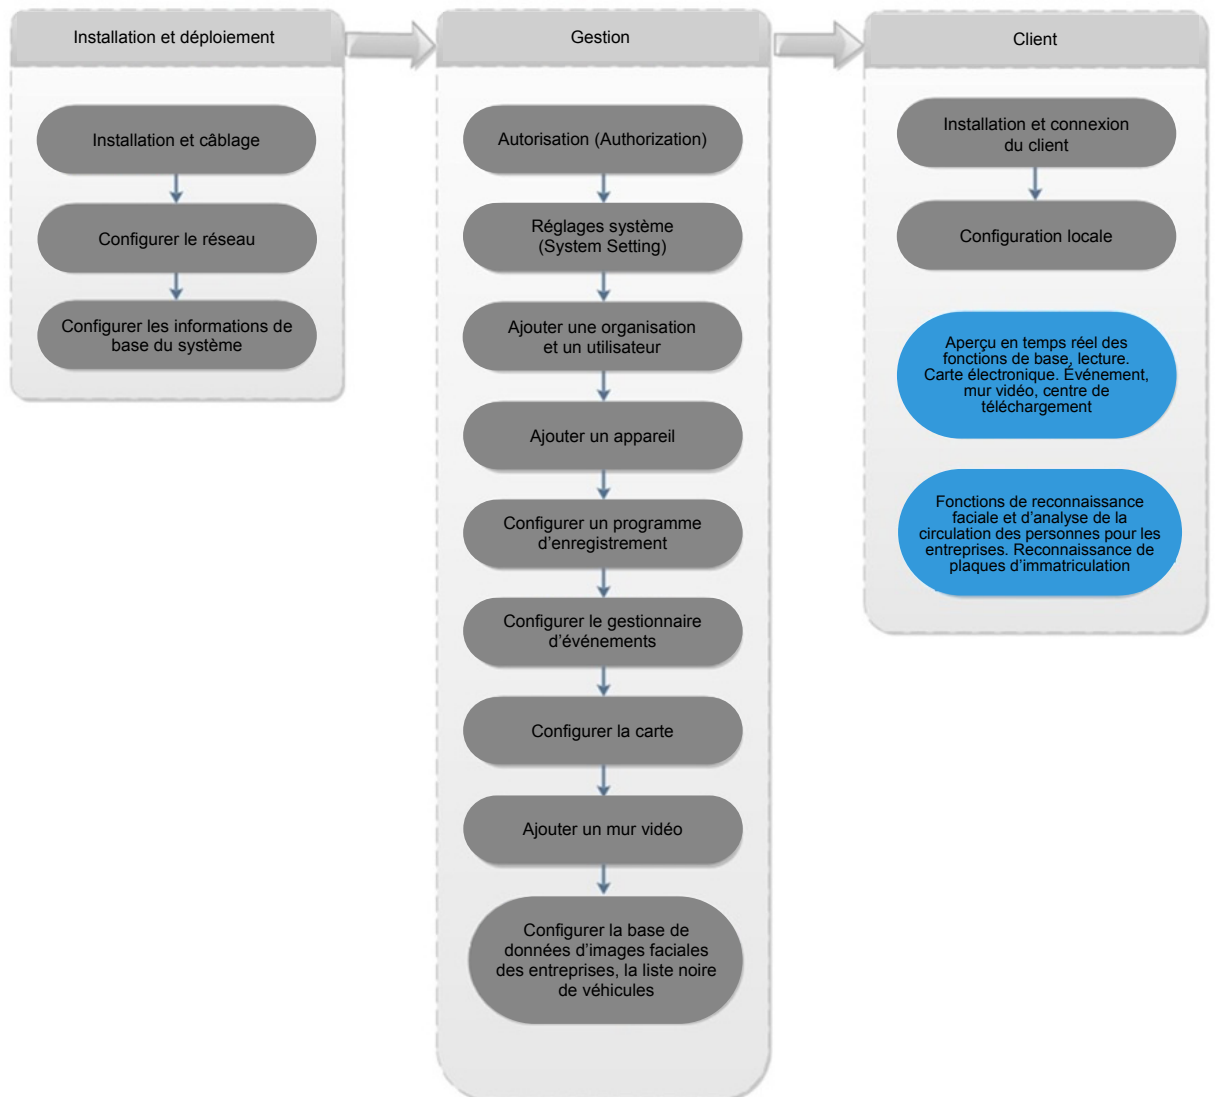 Installation et déploiement
Installation et câblage
Configurer le réseau
Configurer les informations de
base du système
Gestion
Autorisation (Authorization)
Réglages système
(System Setting)
Ajouter une organisation
et un utilisateur
Ajouter un appareil
Configurer un programme
d’enregistrement
Configurer le gestionnaire
d’événements
Configurer la carte
Ajouter un mur vidéo
Configurer la base de
données d’images faciales
des entreprises, la liste noire
de véhicules
Client
Installation et connexion
du client
Configuration locale
Aperçu en temps réel des
fonctions de base, lecture.
Carte électronique. Événement,
mur vidéo, centre de
téléchargement
Fonctions de reconnaissance
faciale et d’analyse de la
circulation des personnes pour les
entreprises. Reconnaissance de
plaques d’immatriculation